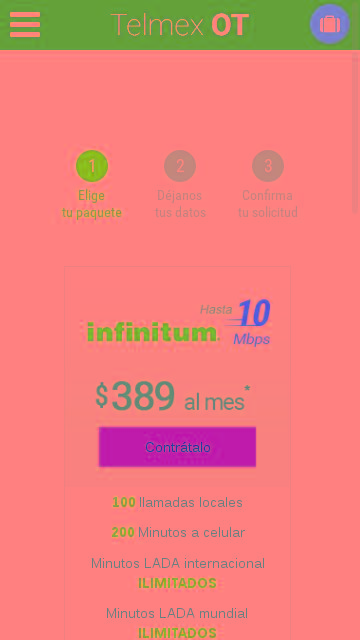 Telmex OT
1
2
3
Elige
tu paquete
Déjanos
tus datos
Confirma
tu solicitud
Hasta 10
infinitum
Mbps
$389 al mes*
Contrátalo
100 llamadas locales
200 Minutos a celular
Minutos LADA internacional
ILIMITADOS
Minutos LADA mundial
ILIMITADOS